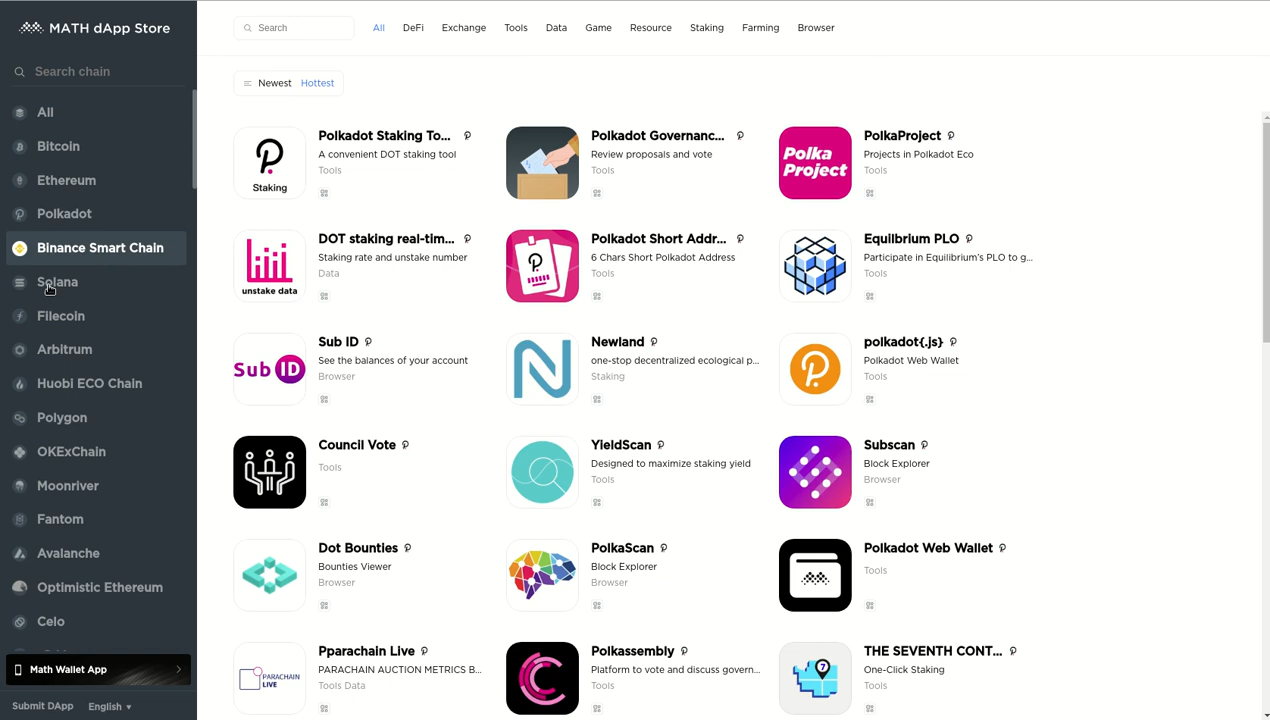 MATH dApp Store
Search chain
All
Bitcoin
Ethereum
Polkadot
Binance Smart Chain
Solana
Filecoin
Arbitrum
Huobi ECO Chain
Polygon
OKExChain
Moonriver
Fantom
Avalanche
Optimistic Ethereum
Celo
Math Wallet App
Submit DApp English
Search All DeFi Exchange Tools Data Game Resource Staking Farming Browser
Newest Hottest
Staking
Polkadot Staking To...
A convenient DOT staking tool
Tools
Polkadot Governanc...
Review proposals and vote
Tools
Polka
Project
PolkaProject
Projects in Polkadot Eco
Tools
unstake data
DOT staking real-tim...
Staking rate and unstake number
Data
Polkadot Short Addr...
6 Chars Short Polkadot Address
Tools
Equilbrium PLO
Participate in Equilibrium's PLO to g...
Tools
Sub ID
Sub ID
See the balances of your account
Browser
Newland
one-stop decentralized ecological p...
Staking
polkadot{.js}
Polkadot Web Wallet
Tools
Council Vote
Tools
YieldScan
Designed to maximize staking yield
Tools
Subscan
Block Explorer
Browser
Dot Bounties
Bounties Viewer
Browser
PolkaScan
Block Explorer
Browser
Polkadot Web Wallet
Tools
PARACHAIN
LIVE
Pparachain Live
PARACHAIN AUCTION METRICS B...
Tools Data
Polkassembly
Platform to vote and discuss govern...
Tools
7
THE SEVENTH CONT...
One-Click Staking
Tools